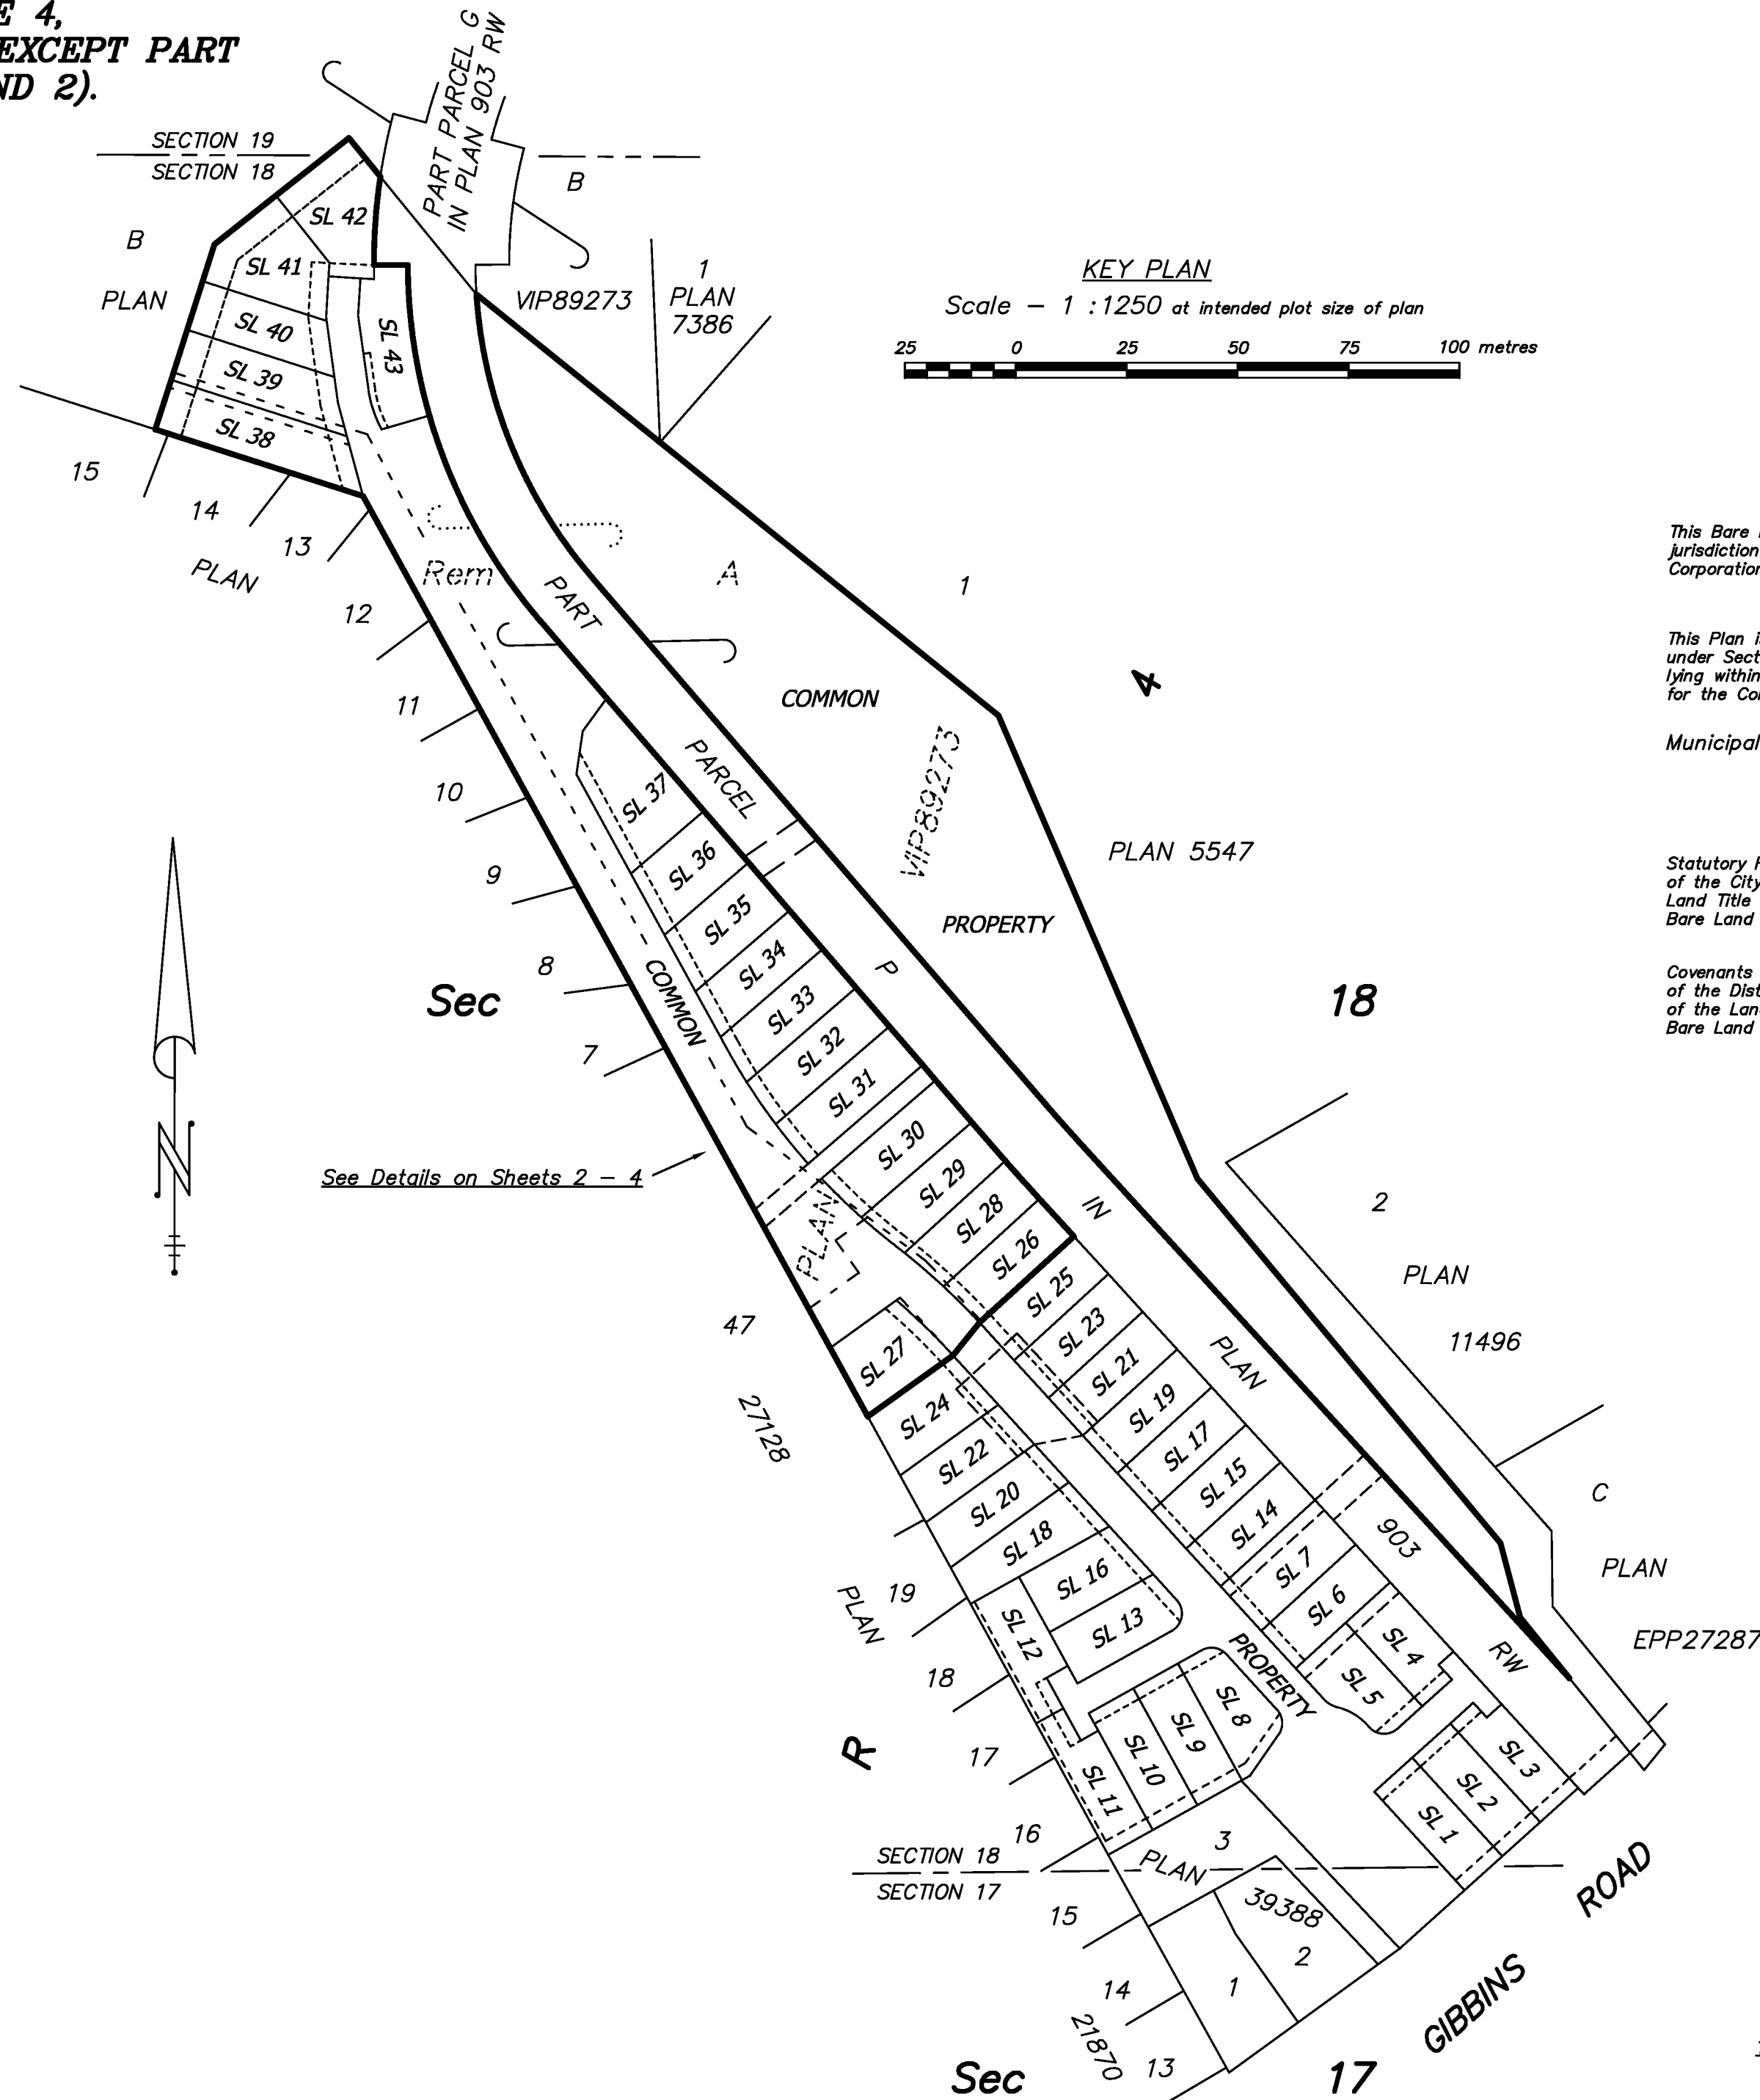 E 4,
EXCEPT PART
ND 2).
PART PARCEL G
IN PLAN 903 RW
SECTION 19
SECTION 18
B
PLAN
B
VIP89273
1
PLAN
7386
KEY PLAN
Scale – 1 :1250 at intended plot size of plan
25 0 25 50 75 100 metres
SL 42
SL 41
SL 40
SL 39
SL 38
SL 43
15
14
13
PLAN
12
11
10
9
8
7
Rem
A
1
COMMON
4
VIP89273
PROPERTY
PLAN 5547
Sec
18
This Bare
jurisdiction
Corporation
This Plan
under Sect
lying within
for the
Municipal
Statutory
of the City
Land Title
Bare Land
Covenants
of the Dist
of the Lan
Bare Land
PART
PARCEL
P
IN
PLAN
903
RW
SL 37
SL 36
SL 35
SL 34
SL 33
SL 32
SL 31
SL 30
SL 29
SL 28
SL 26
COMMON
N
See Details on Sheets 2 – 4
PLAN
47
SL 27
27128
SL 25
SL 23
SL 21
SL 19
SL 17
SL 15
SL 14
SL 7
SL 6
SL 4
SL 5
SL 24
SL 22
SL 20
SL 18
SL 16
SL 13
SL 12
PROPERTY
SL 8
SL 9
SL 10
SL 11
SL 3
SL 2
SL 1
2
PLAN
11496
C
PLAN
EPP27287
PLAN
19
18
R
17
16
SECTION 18
SECTION 17
3
PLAN
39388
15
14
1
2
21870
13
Sec
17
GIBBINS
ROAD